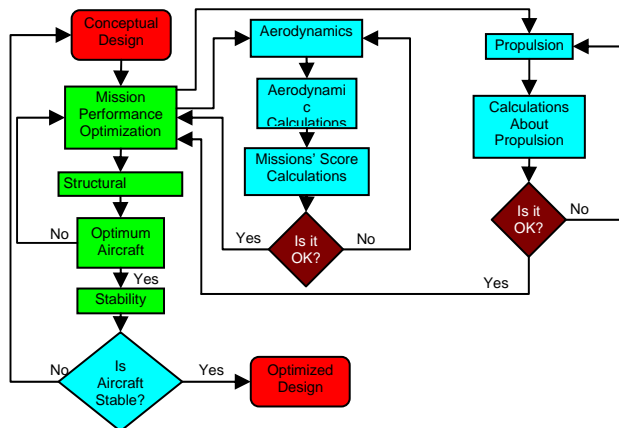 Conceptual
Design
Mission
Performance
Optimization
Structural
No
Optimum
Aircraft
Yes
Stability
No
Is
Aircraft
Stable?
Yes
Optimized
Design
Aerodynamics
Aerodynami
c
Calculations
Missions' Score
Calculations
Yes
Is it
OK?
No
Propulsion
Calculations
About
Propulsion
Is it
OK?
No
Yes